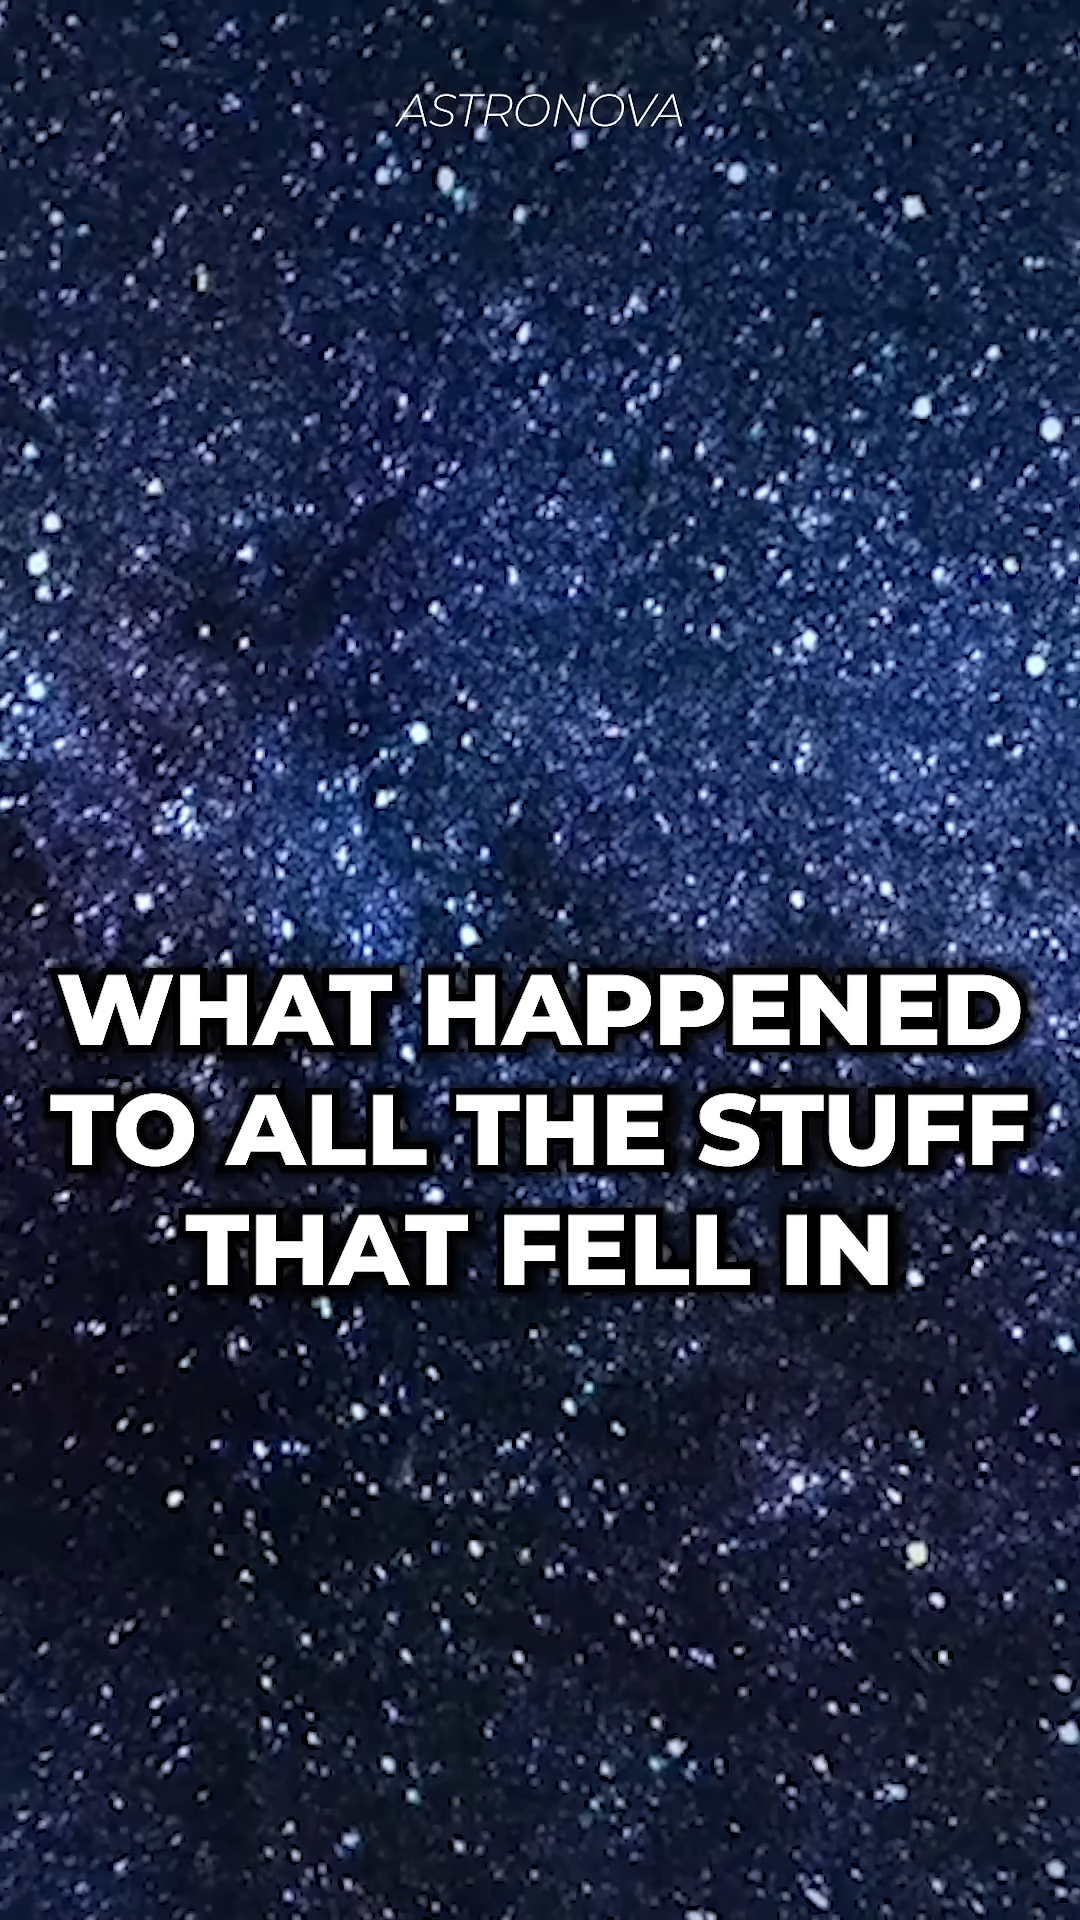 ASTRONOVA
WHAT HAPPENED
TO ALL THE STUFF
THAT FELL IN